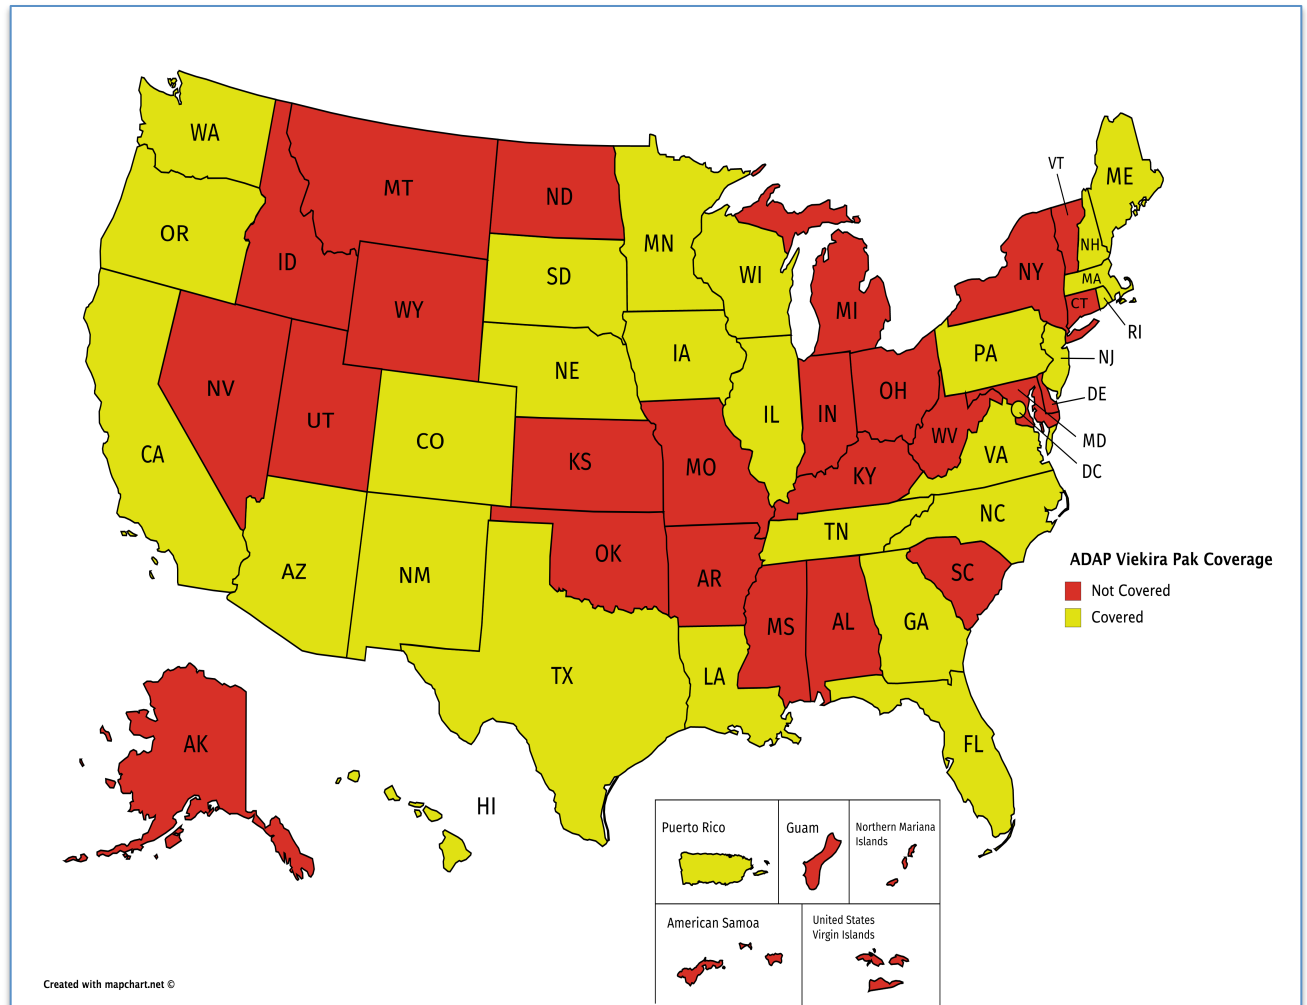 WA
VT
ME
MT
ND
OR
MN
NH
ID
SD
WI
NY
MA
WY
CT
MI
RI
IA
PA
NJ
NE
NV
OH
DE
UT
IL
IN
CO
WV
MD
CA
VA
KS
MO
DC
KY
NC
TN
OK
ADAP Viekira Pak Coverage
AZ
NM
AR
SC
Not Covered
Covered
MS
AL
GA
TX
LA
AK
FL
HI
Puerto Rico
Guam
Northern Mariana
Islands
American Samoa
United States
Virgin Islands
Created with mapchart.net ©